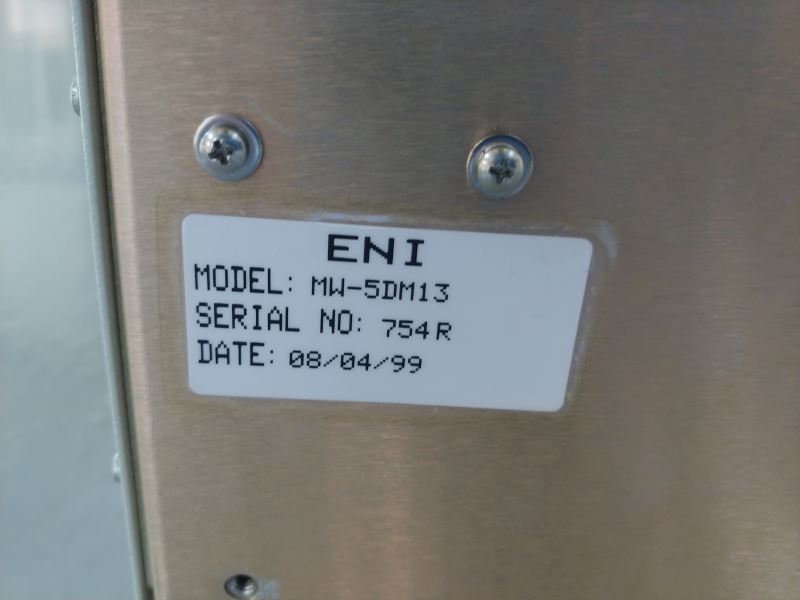 ENI
MODEL: MW-5DM13
SERIAL NO: 754R
DATE: 08/04/99